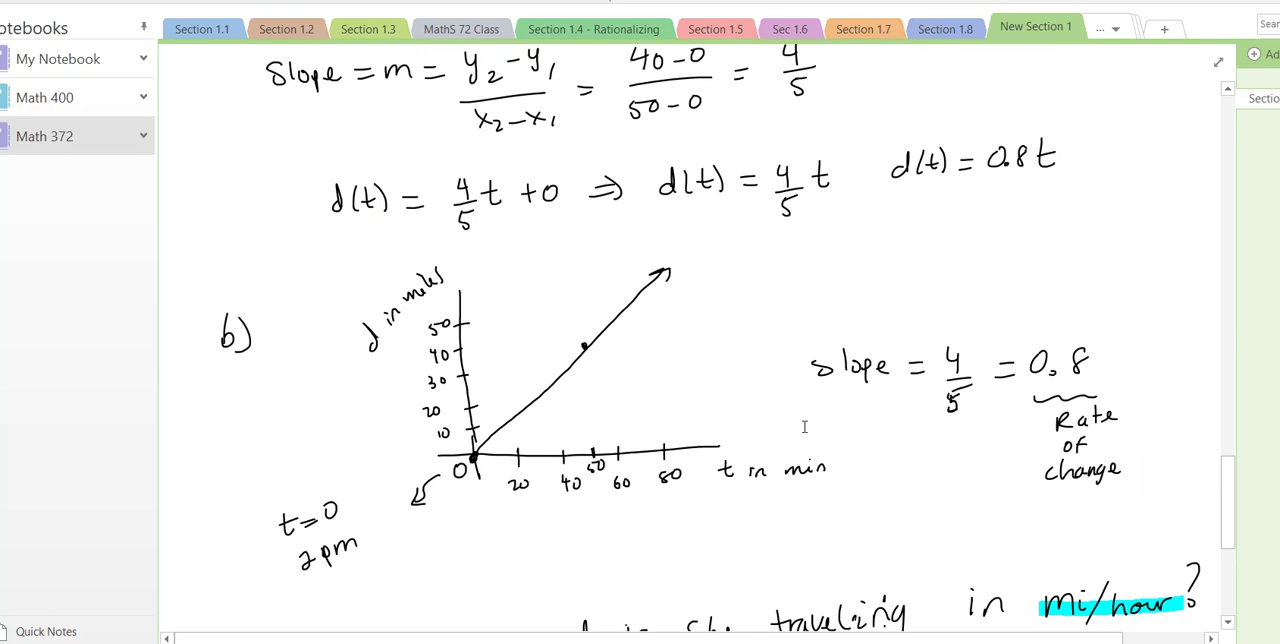 otebooks
Section 1.1
Section 1.2
Section 1.3
MathS 72 Class
Section 1.4 - Rationalizing
Section 1.5
Sec 1.6
Section 1.7
Section 1.8
New Section 1
...
+
Sear
My Notebook
Math 400
Math 372
Ad
Sectio
Slope = m = y₂-y₁ / x₂-x₁ = 40-0 / 50-0 = 4/5
d(t) = 4/5 t + 0 ⇒ d(t) = 4/5 t d(t) = 0.8t
b)
d in miles
50
40
30
20
10
0
20
40
50
60
80
t in min
slope = 4/5 = 0.8
Rate
of
change
t=0
2pm
traveling in mi/hour?
Quick Notes